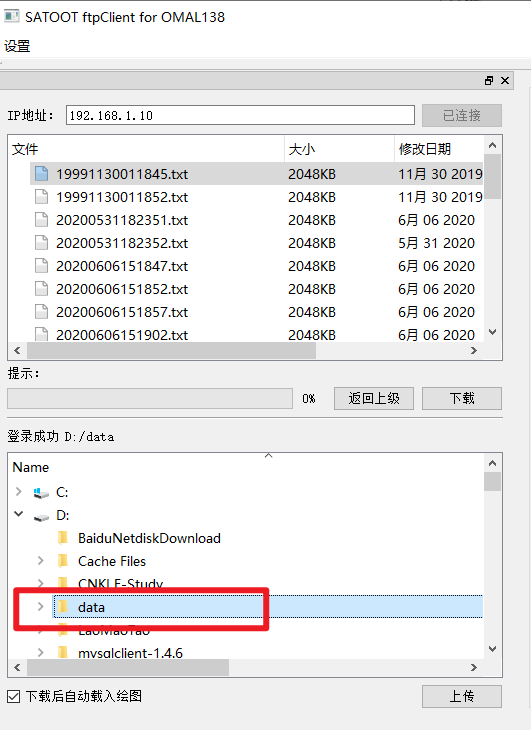 SATOOT ftpClient for OMAL138
设置
IP地址： 192.168.1.10 已连接
文件 大小 修改日期
19991130011845.txt 2048KB 11月 30 2019
19991130011852.txt 2048KB 11月 30 2019
20200531182351.txt 2048KB 6月 06 2020
20200531182352.txt 2048KB 5月 31 2020
20200606151847.txt 2048KB 6月 06 2020
20200606151852.txt 2048KB 6月 06 2020
20200606151857.txt 2048KB 6月 06 2020
20200606151902.txt 2048KB 6月 06 2020
提示：
0% 返回上级 下载
登录成功 D:/data
Name
C:
D:
BaiduNetdiskDownload
Cache Files
CNKLF-Study
data
LaoMaoTao
mysqlclient-1.4.6
下载后自动载入绘图 上传